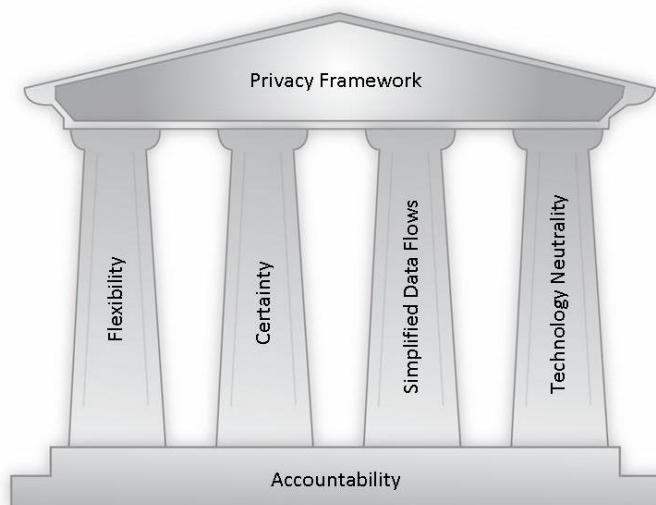 Privacy Framework
Flexibility
Certainty
Simplified Data Flows
Technology Neutrality
Accountability